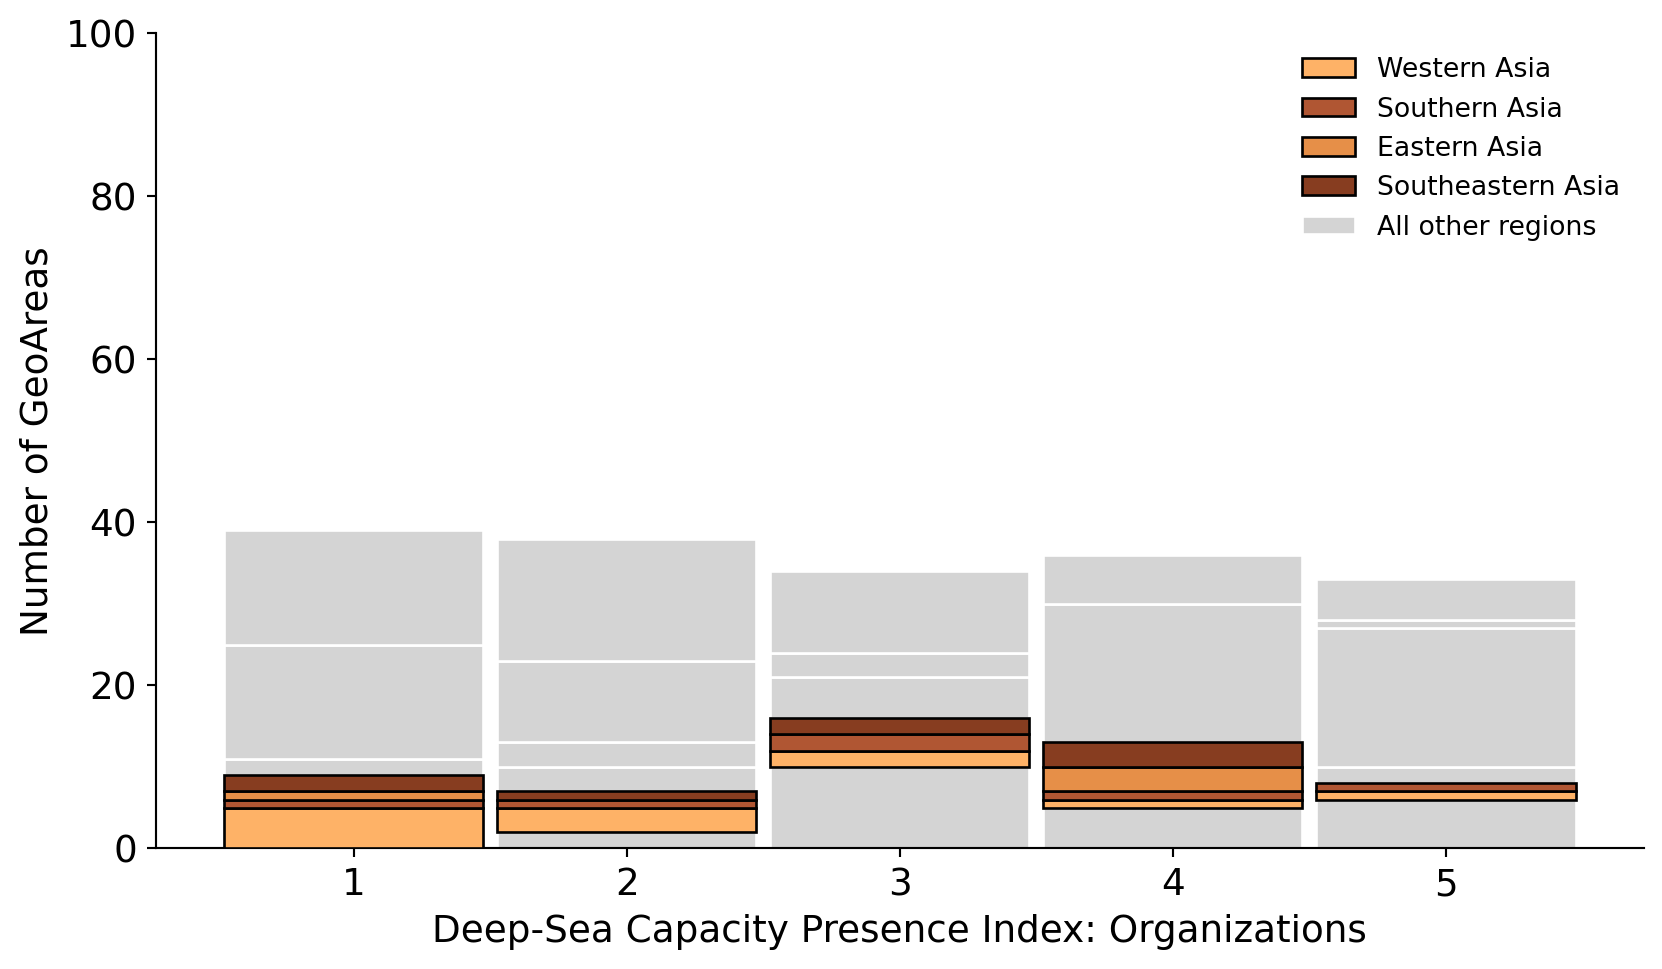 100
80
60
40
20
0
Number of GeoAreas
Western Asia
Southern Asia
Eastern Asia
Southeastern Asia
All other regions
1 2 3 4 5
Deep-Sea Capacity Presence Index: Organizations